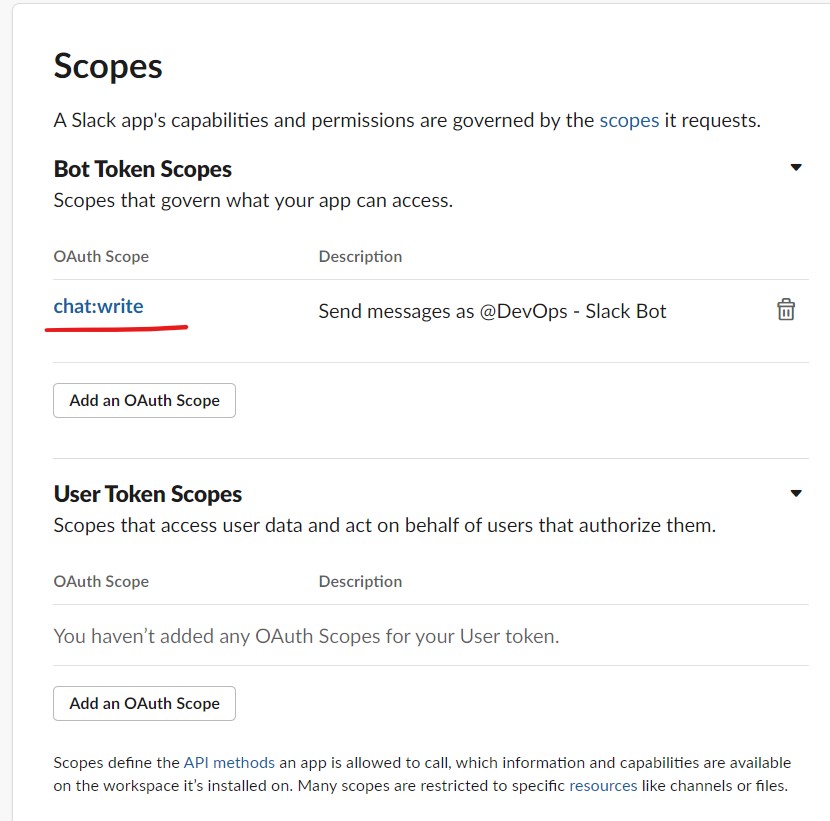 Scopes
A Slack app's capabilities and permissions are governed by the scopes it requests.
Bot Token Scopes
Scopes that govern what your app can access.
OAuth Scope Description
chat:write Send messages as @DevOps - Slack Bot
Add an OAuth Scope
User Token Scopes
Scopes that access user data and act on behalf of users that authorize them.
OAuth Scope Description
You haven’t added any OAuth Scopes for your User token.
Add an OAuth Scope
Scopes define the API methods an app is allowed to call, which information and capabilities are available
on the workspace it’s installed on. Many scopes are restricted to specific resources like channels or files.